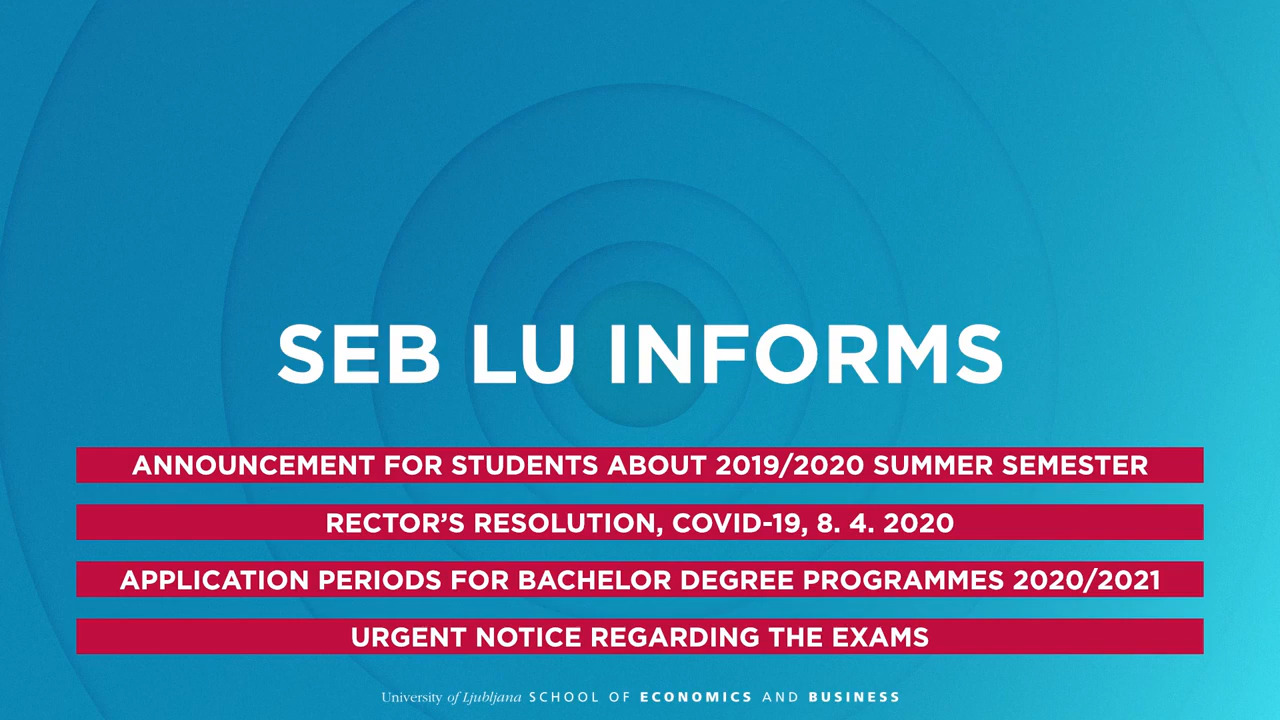 SEB LU INFORMS
ANNOUNCEMENT FOR STUDENTS ABOUT 2019/2020 SUMMER SEMESTER
RECTOR’S RESOLUTION, COVID-19, 8. 4. 2020
APPLICATION PERIODS FOR BACHELOR DEGREE PROGRAMMES 2020/2021
URGENT NOTICE REGARDING THE EXAMS
University of Ljubljana SCHOOL OF ECONOMICS AND BUSINESS